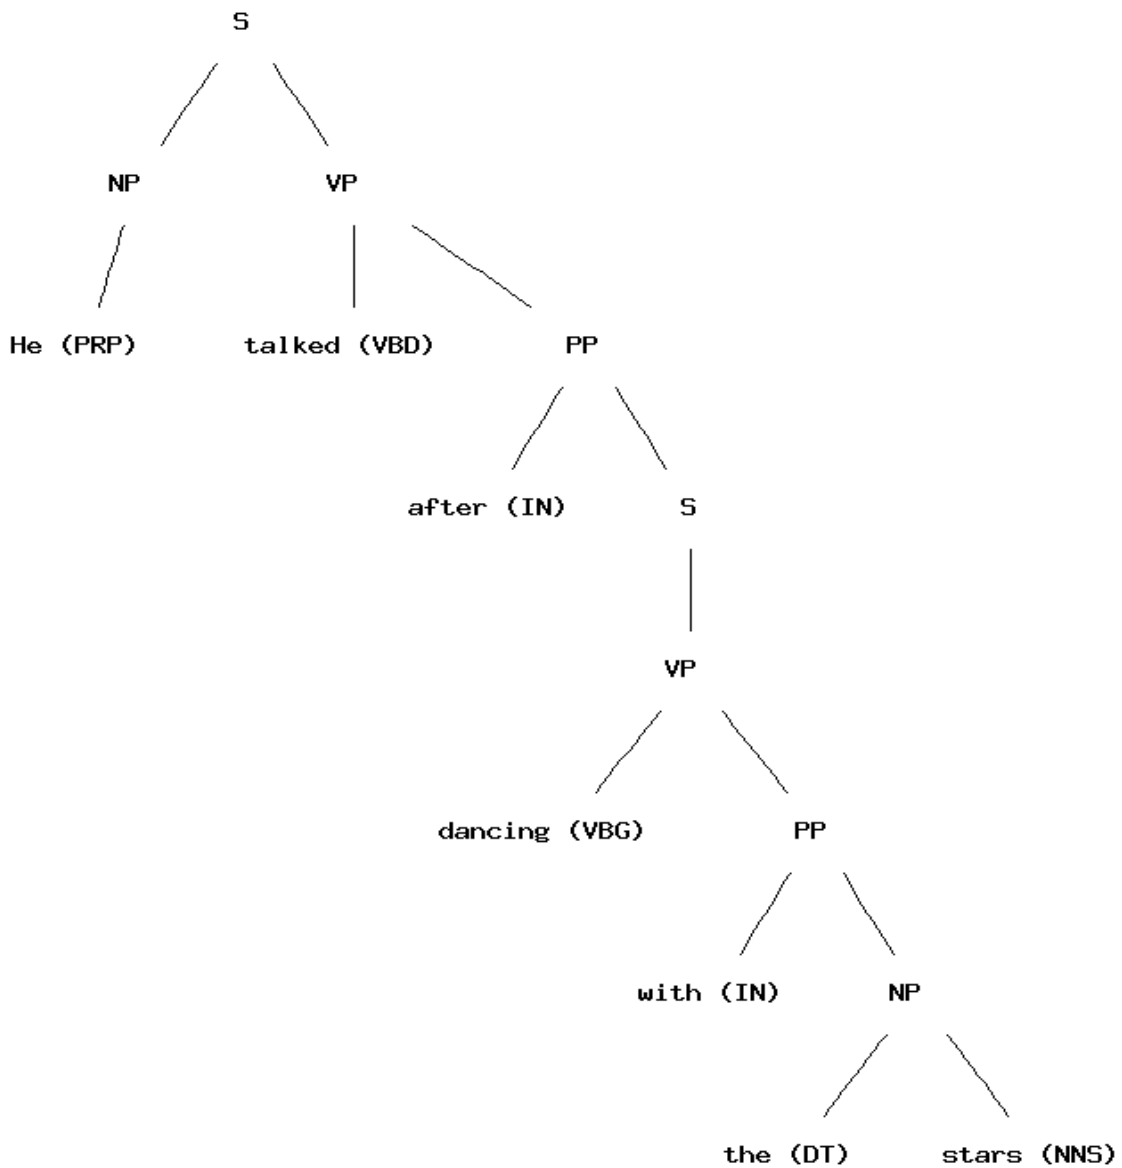 S
NP VP
He (PRP) talked (VBD) PP
after (IN) S
VP
dancing (VBG) PP
with (IN) NP
the (DT) stars (NNS)